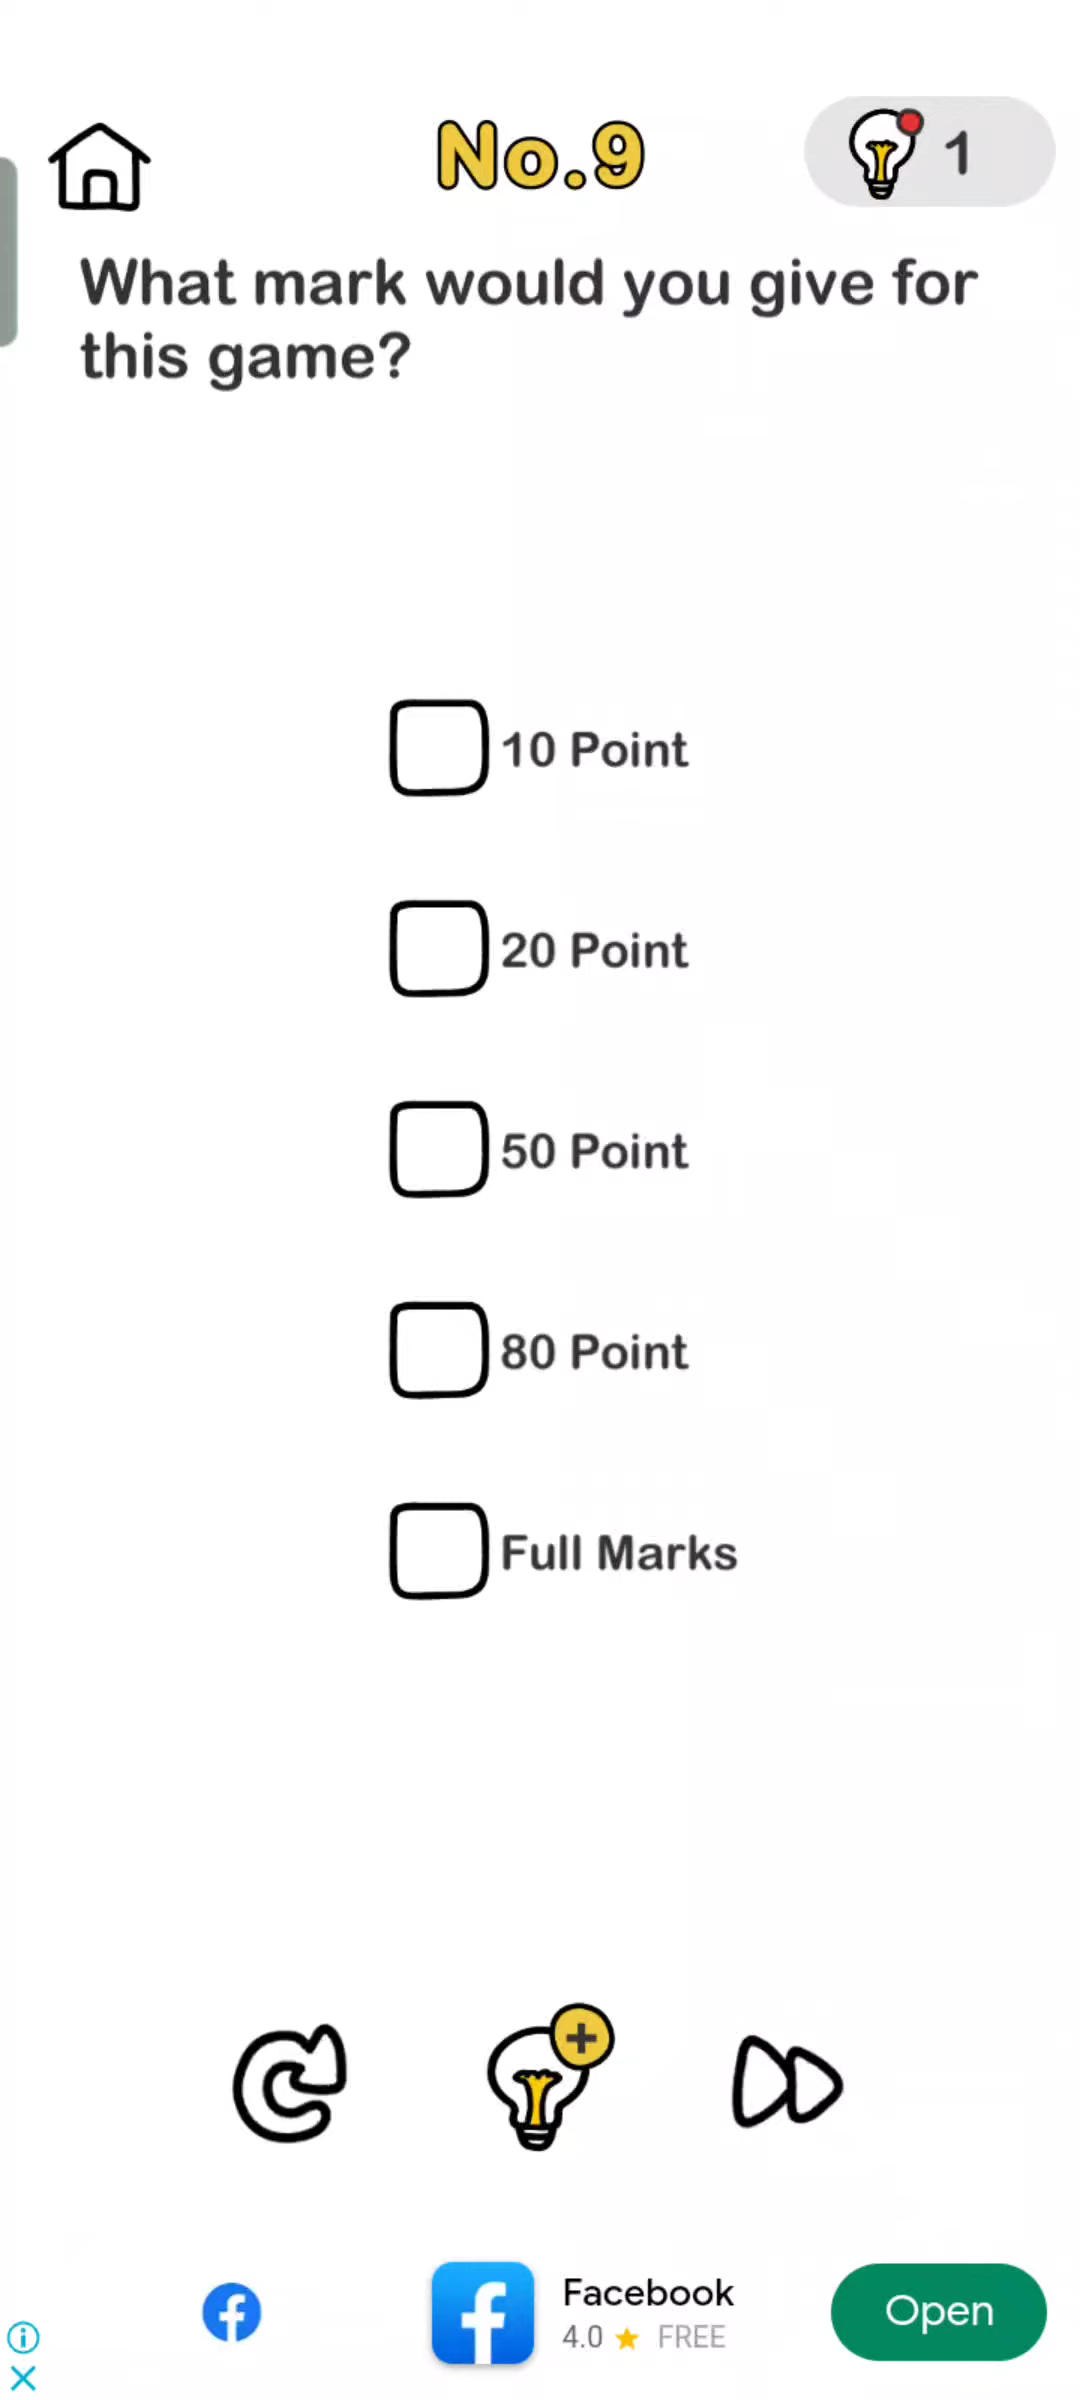 No.9
1
What mark would you give for
this game?
10 Point
20 Point
50 Point
80 Point
Full Marks
Facebook
4.0 ★ FREE
Open